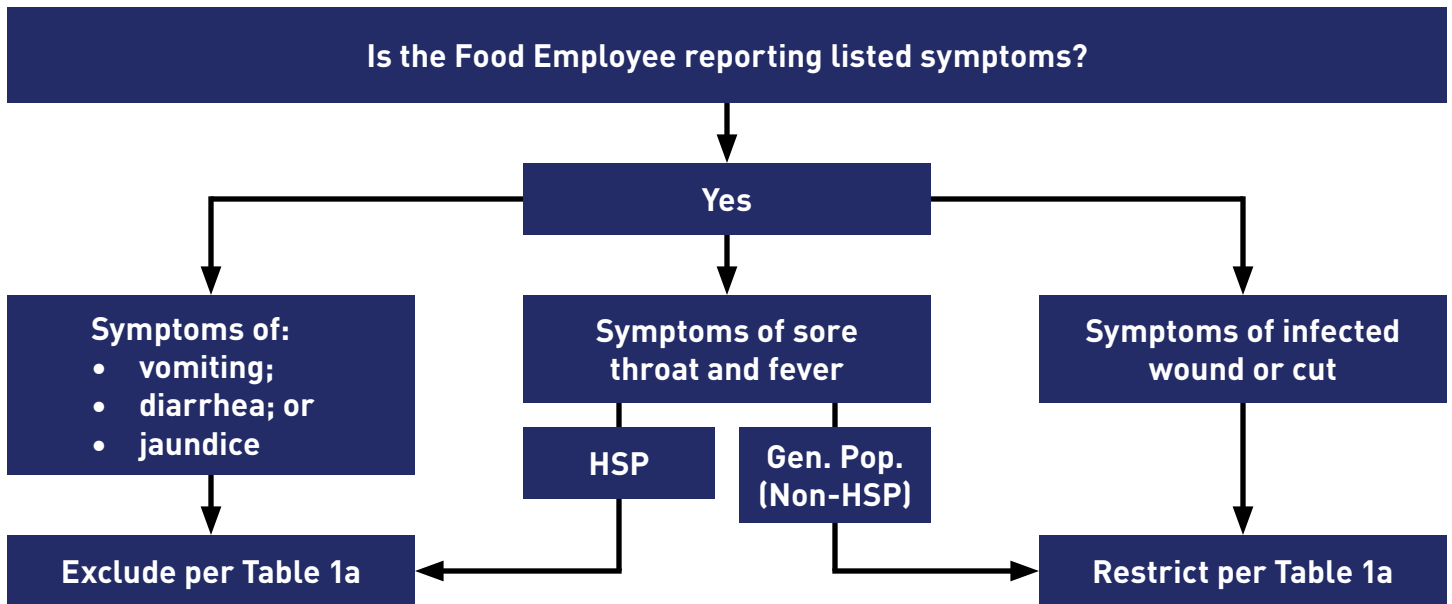 Is the Food Employee reporting listed symptoms?
Yes
Symptoms of:
• vomiting;
• diarrhea; or
• jaundice
Symptoms of sore
throat and fever
Symptoms of infected
wound or cut
HSP
Gen. Pop.
(Non-HSP)
Exclude per Table 1a
Restrict per Table 1a